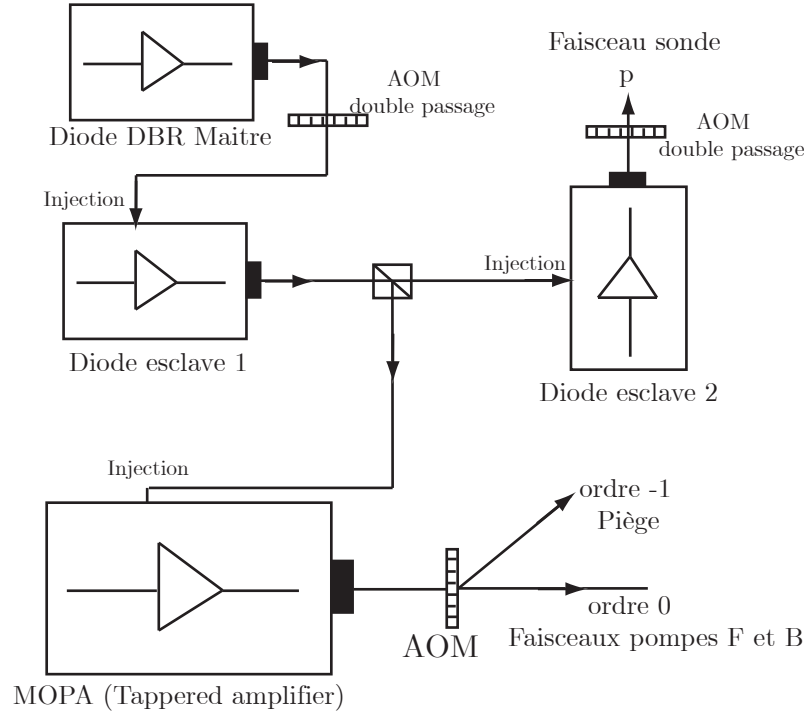 Faisceau sonde
p
AOM
double passage
Diode DBR Maitre
AOM
double passage
Injection
Injection
Diode esclave 1
Diode esclave 2
Injection
ordre -1
Piège
ordre 0
AOM
Faisceaux pompes F et B
MOPA (Tappered amplifier)